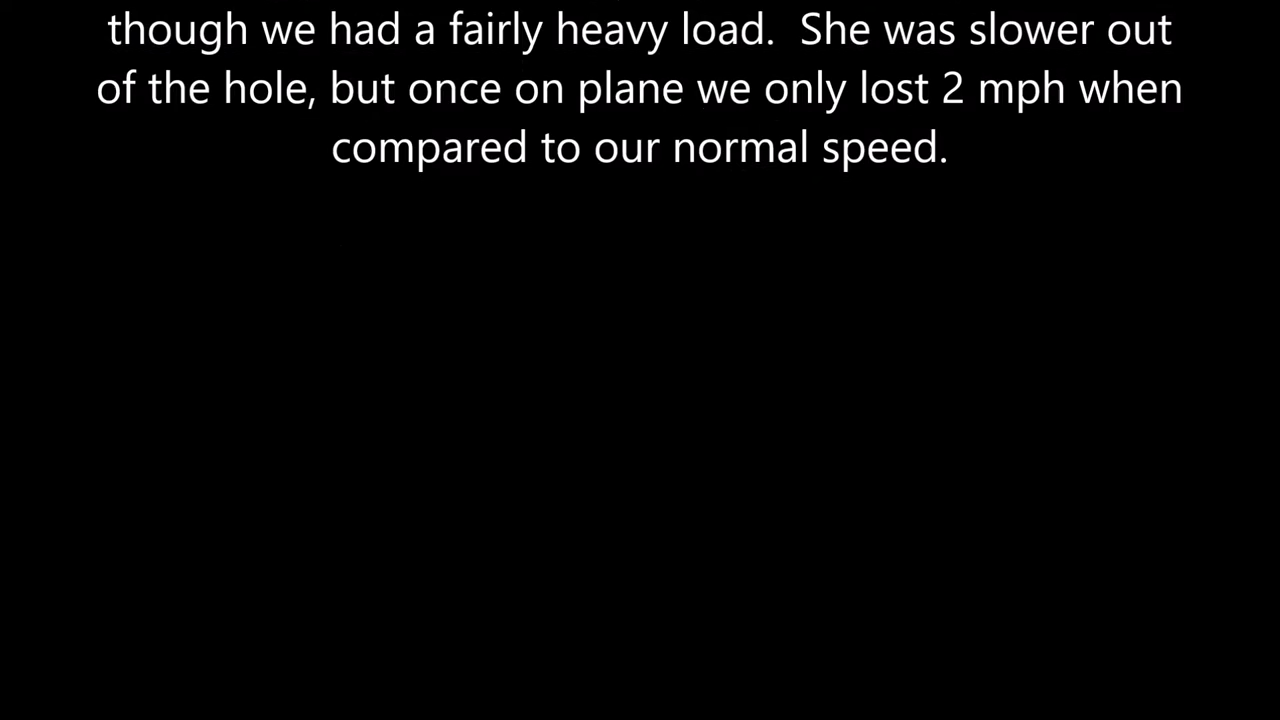 though we had a fairly heavy load.  She was slower out
of the hole, but once on plane we only lost 2 mph when
compared to our normal speed.